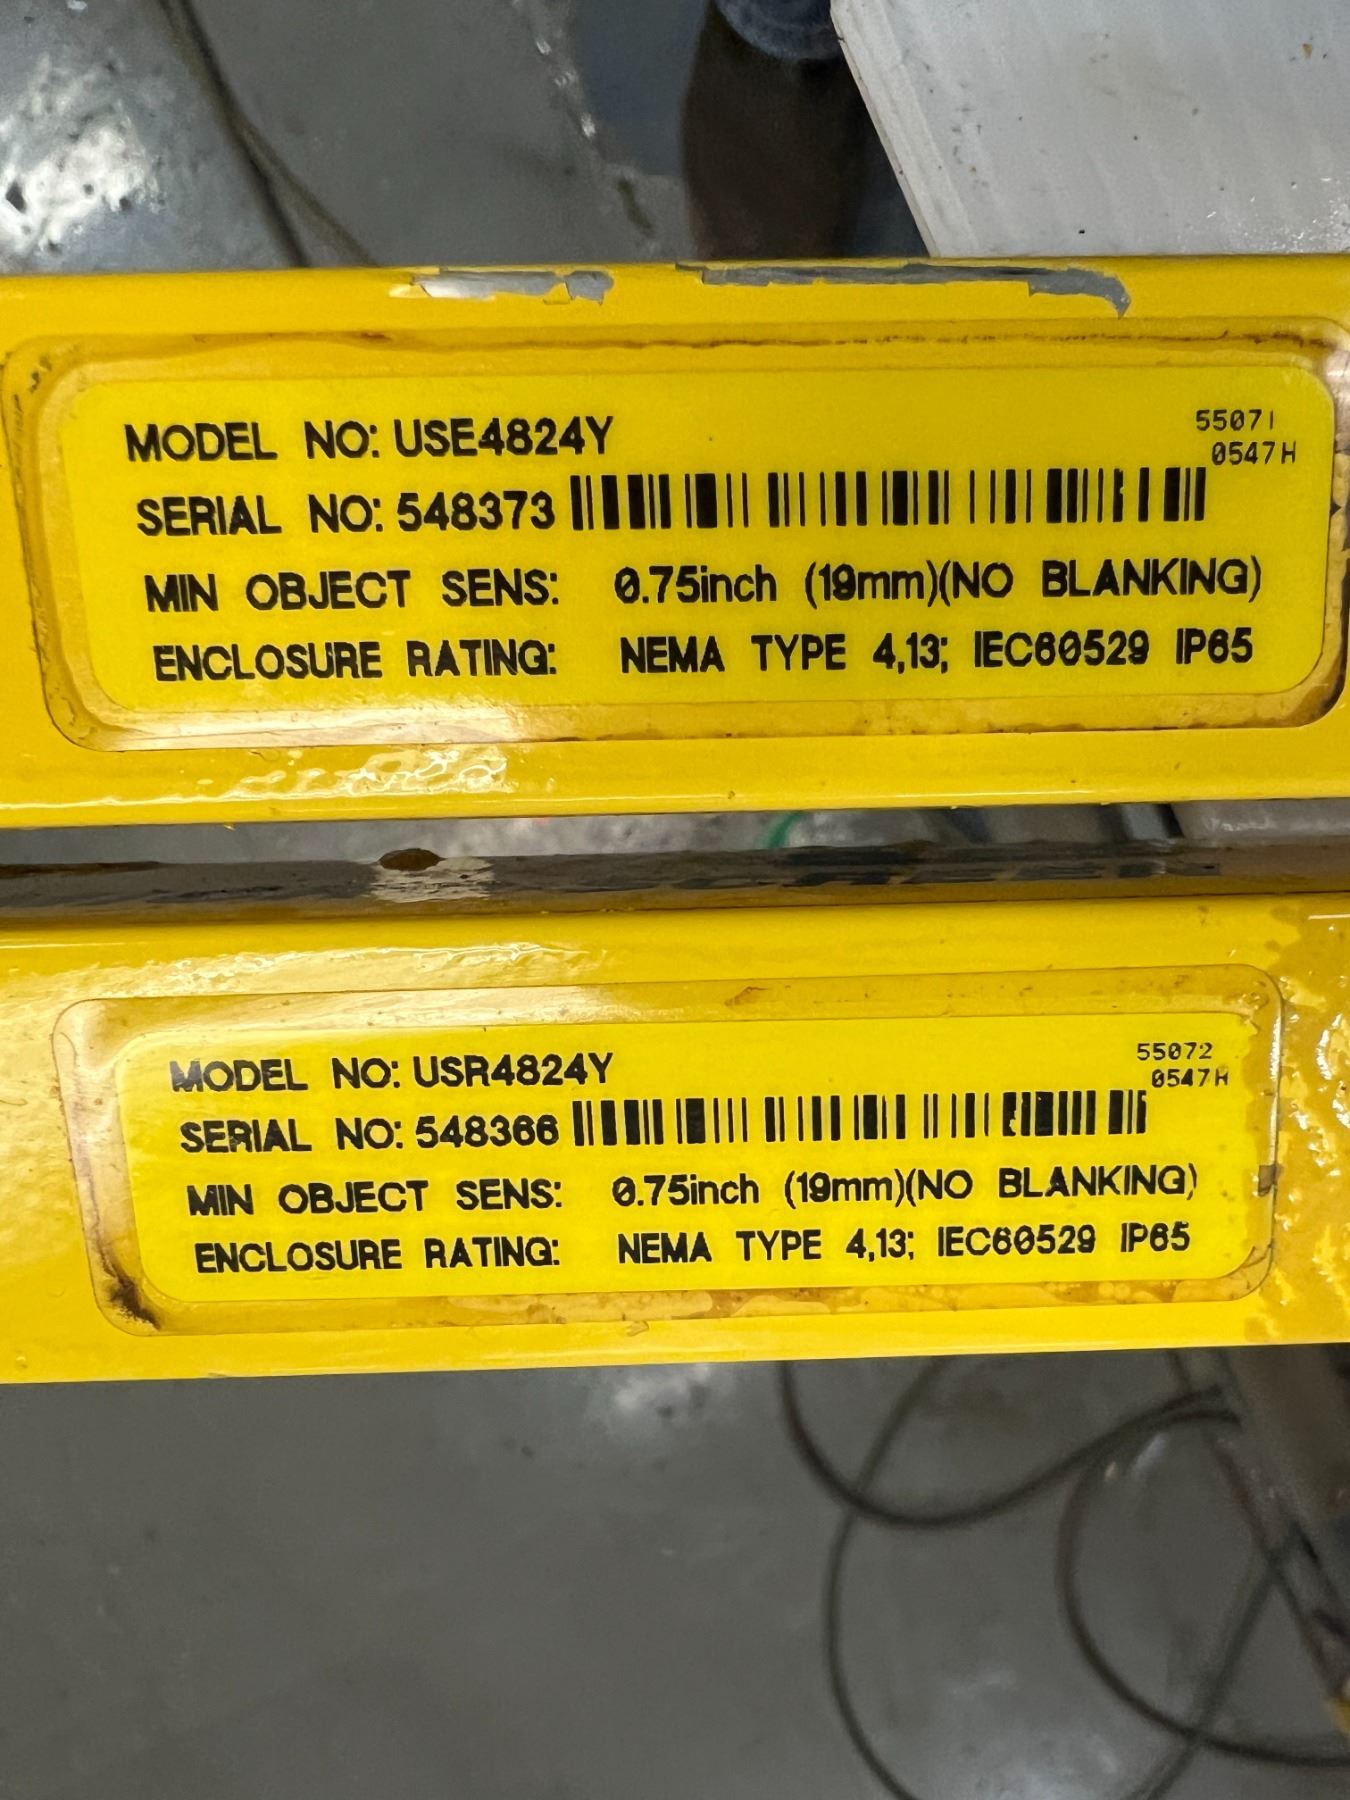 MODEL NO: USE4824Y
55071
0547H
SERIAL NO: 548373
MIN OBJECT SENS: 0.75inch (19mm)(NO BLANKING)
ENCLOSURE RATING: NEMA TYPE 4,13; IEC60529 IP65
MODEL NO: USR4824Y
55072
0547H
SERIAL NO: 548366
MIN OBJECT SENS: 0.75inch (19mm)(NO BLANKING)
ENCLOSURE RATING: NEMA TYPE 4,13; IEC60529 IP65